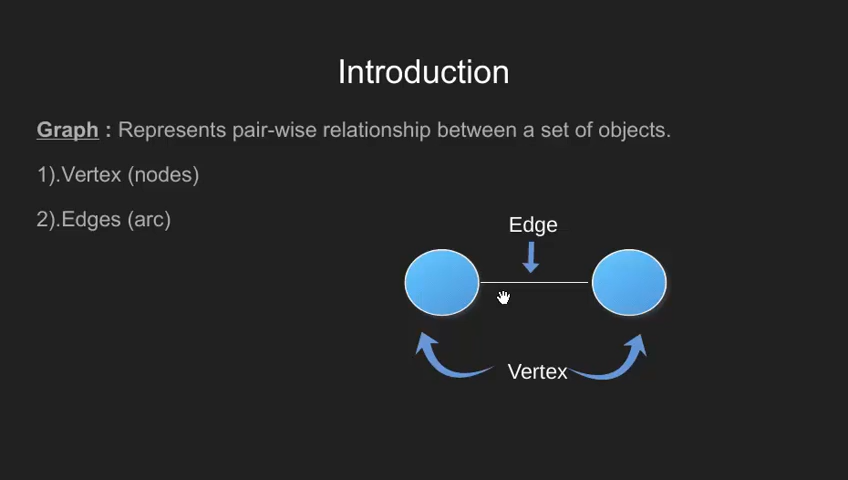 Introduction
Graph : Represents pair-wise relationship between a set of objects.
1).Vertex (nodes)
2).Edges (arc)
Edge
Vertex